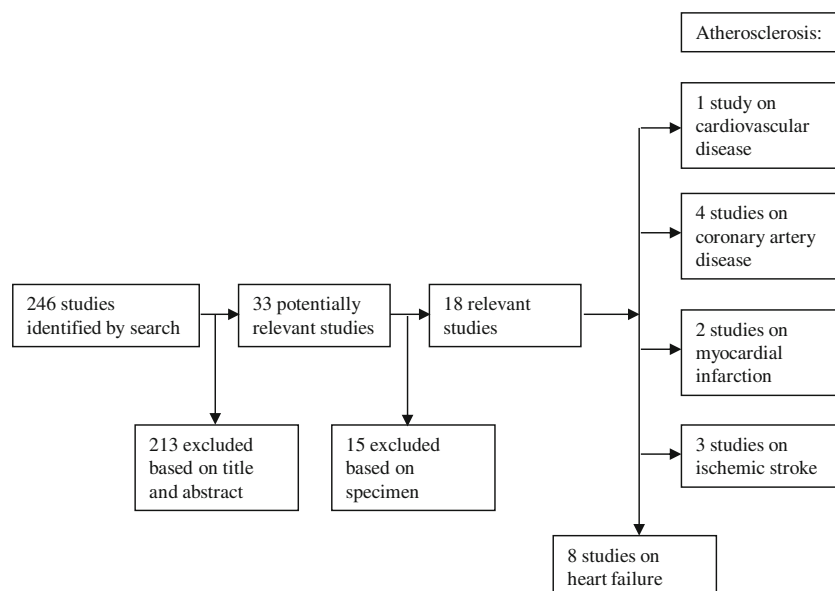 Atherosclerosis:
1 study on
cardiovascular
disease
4 studies on
coronary artery
disease
246 studies
identified by search
33 potentially
relevant studies
18 relevant
studies
2 studies on
myocardial
infarction
213 excluded
based on title
and abstract
15 excluded
based on
specimen
3 studies on
ischemic stroke
8 studies on
heart failure